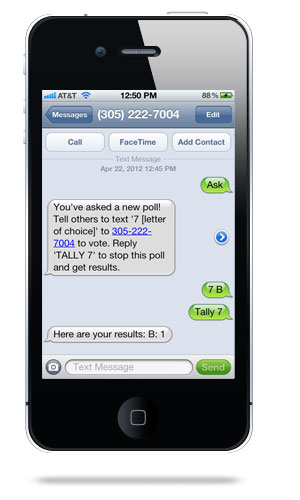 AT&T 12:50 PM 88%
Messages (305) 222-7004 Edit
Call FaceTime Add Contact
Text Message
Apr 22, 2012 12:45 PM
Ask
You've asked a new poll!
Tell others to text '7 [letter
of choice]' to 305-222-
7004 to vote. Reply
'TALLY 7' to stop this poll
and get results.
7 B
Tally 7
Here are your results: B: 1
Text Message Send